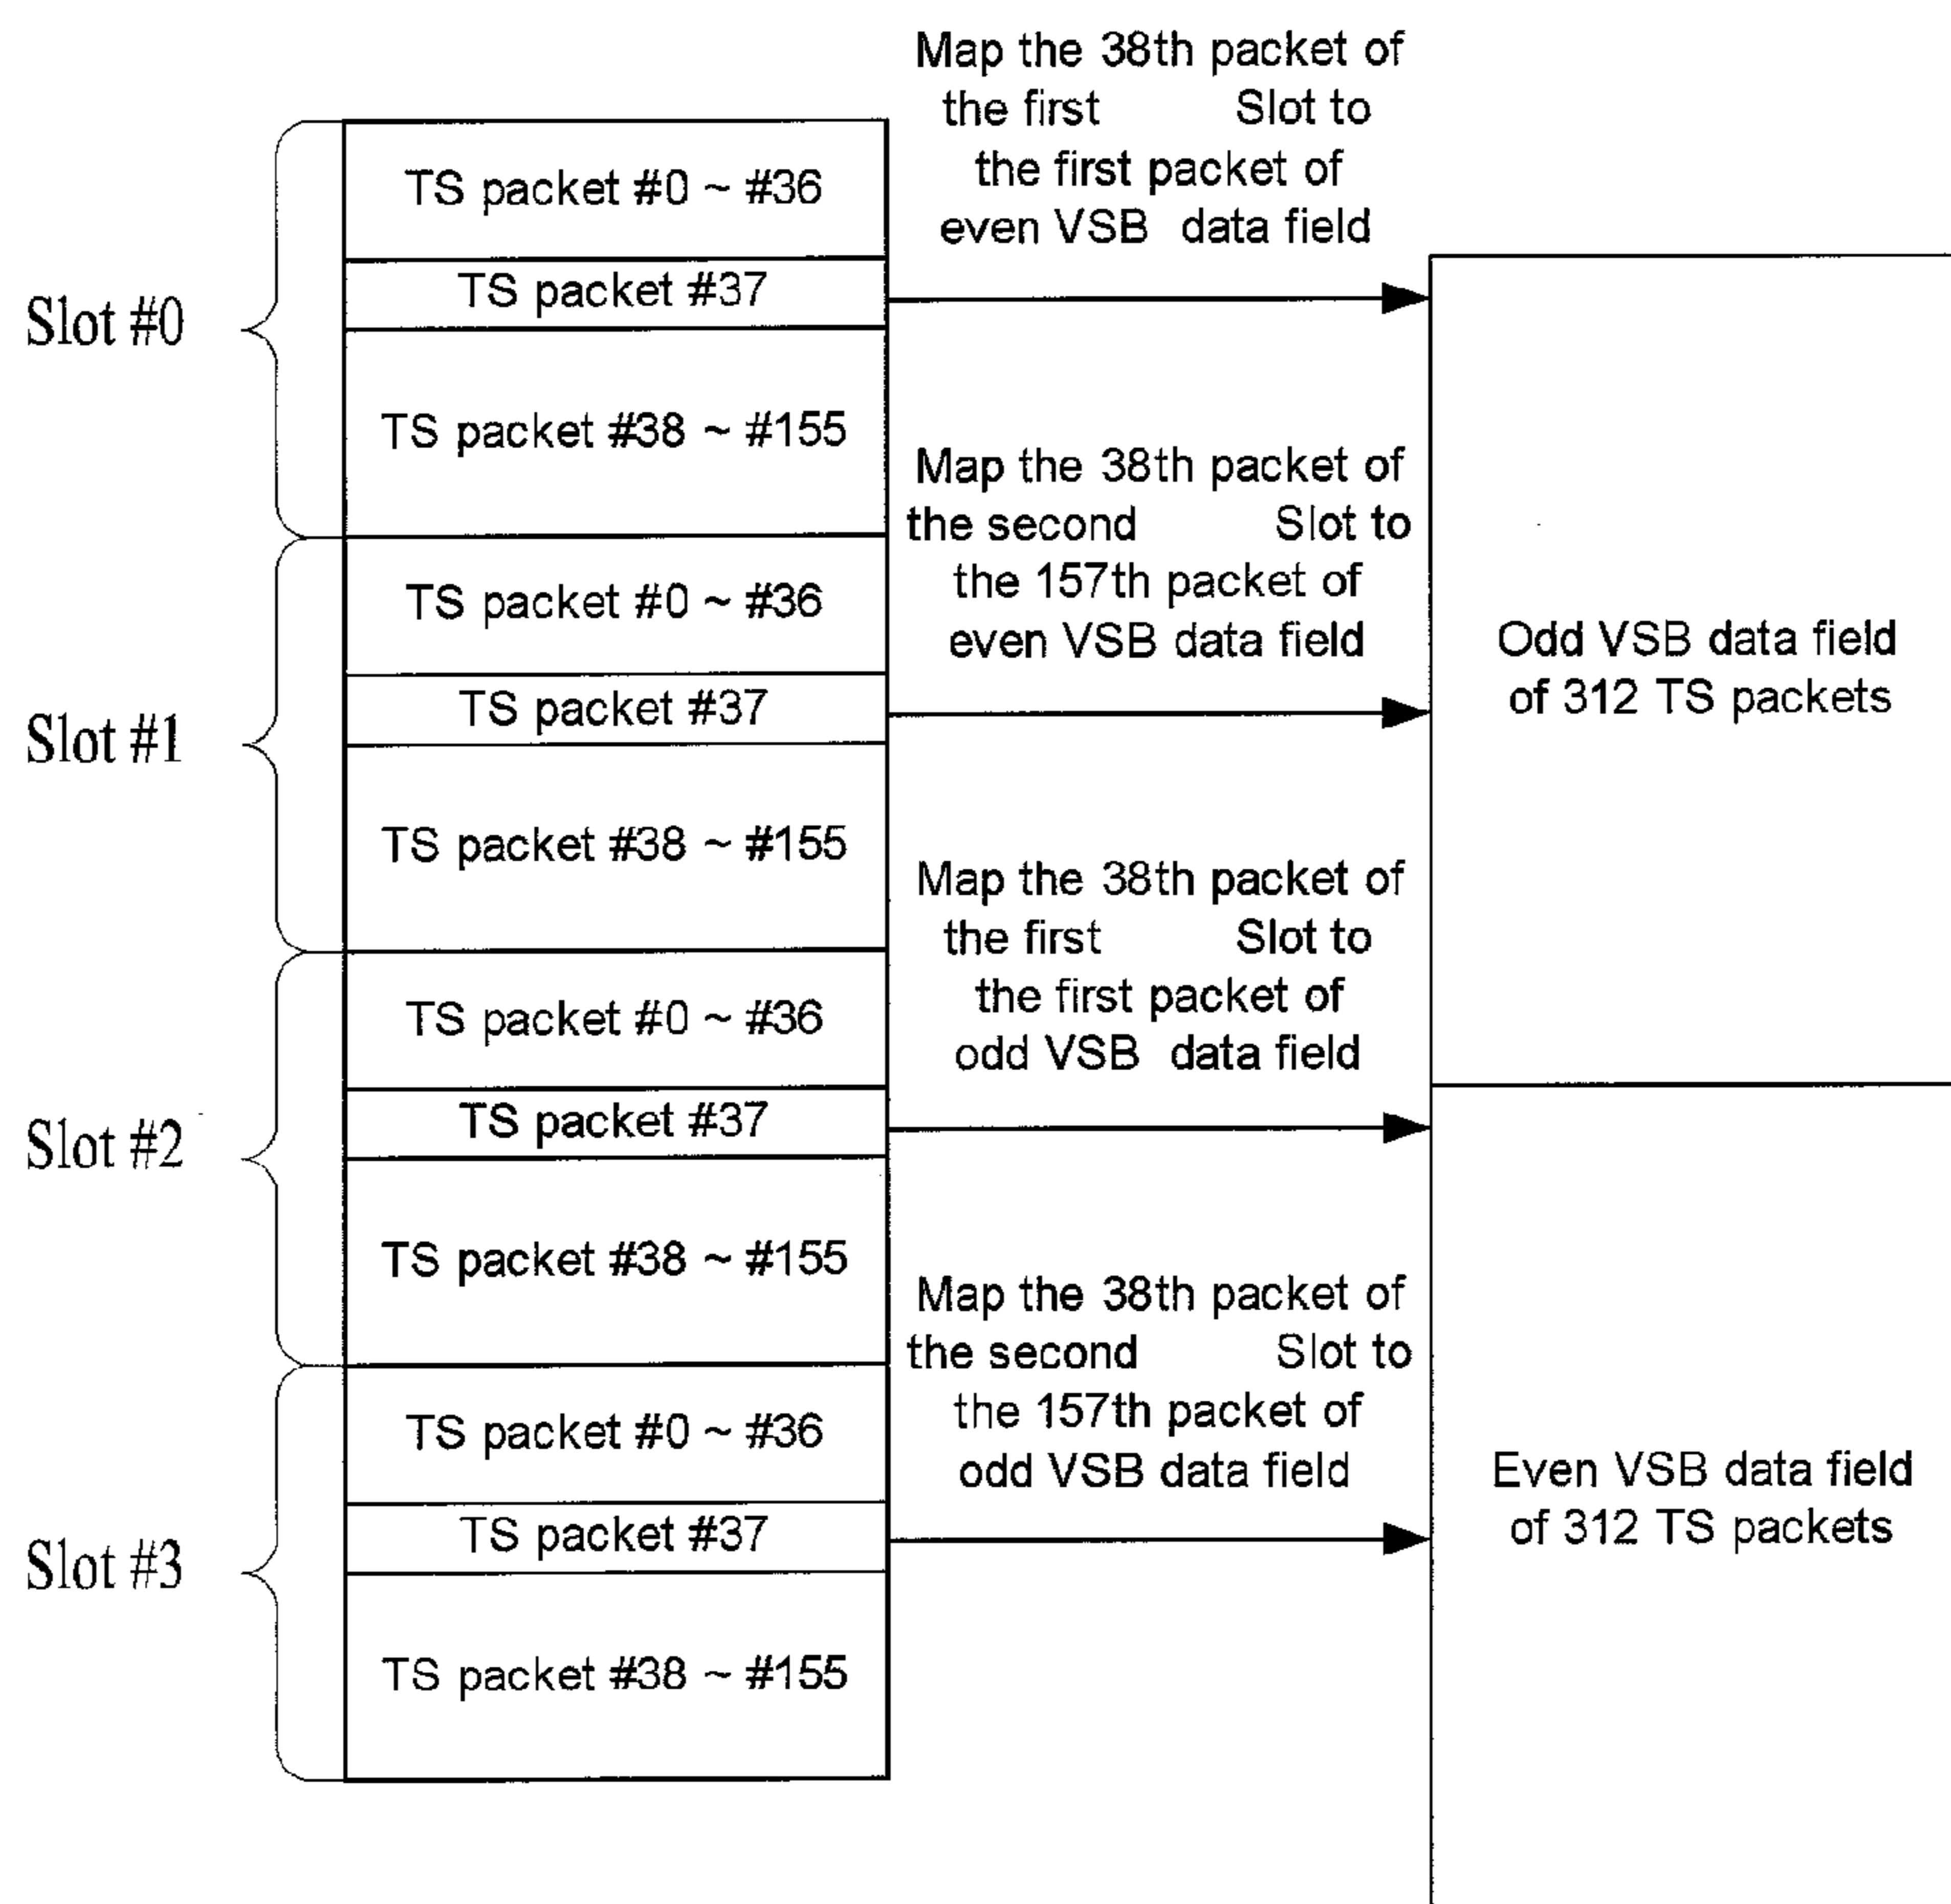 Map the 38th packet of
the first Slot to
the first packet of
even VSB data field
Slot #0
TS packet #0 ~ #36
TS packet #37
TS packet #38 ~ #155
Map the 38th packet of
the second Slot to
the 157th packet of
even VSB data field
Slot #1
TS packet #0 ~ #36
TS packet #37
TS packet #38 ~ #155
Odd VSB data field
of 312 TS packets
Map the 38th packet of
the first Slot to
the first packet of
odd VSB data field
Slot #2
TS packet #0 ~ #36
TS packet #37
TS packet #38 ~ #155
Map the 38th packet of
the second Slot to
the 157th packet of
odd VSB data field
Slot #3
TS packet #0 ~ #36
TS packet #37
TS packet #38 ~ #155
Even VSB data field
of 312 TS packets